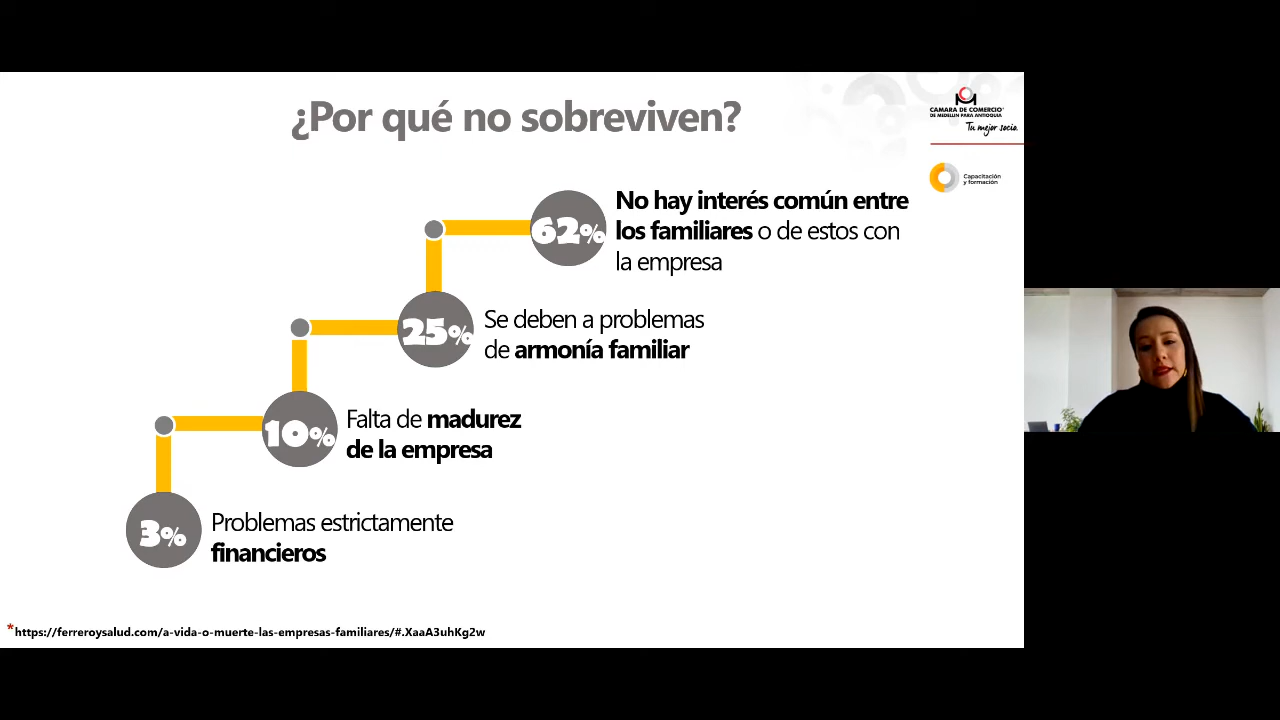 ¿Por qué no sobreviven?
CAMARA DE COMERCIO
DE MEDELLIN PARA ANTIOQUIA
Tu mejor socio.
Capacitación
y formación
62%
No hay interés común entre
los familiares o de estos con
la empresa
25%
Se deben a problemas
de armonía familiar
10%
Falta de madurez
de la empresa
3%
Problemas estrictamente
financieros
*https://ferreroysalud.com/a-vida-o-muerte-las-empresas-familiares/#.XaaA3uhKg2w